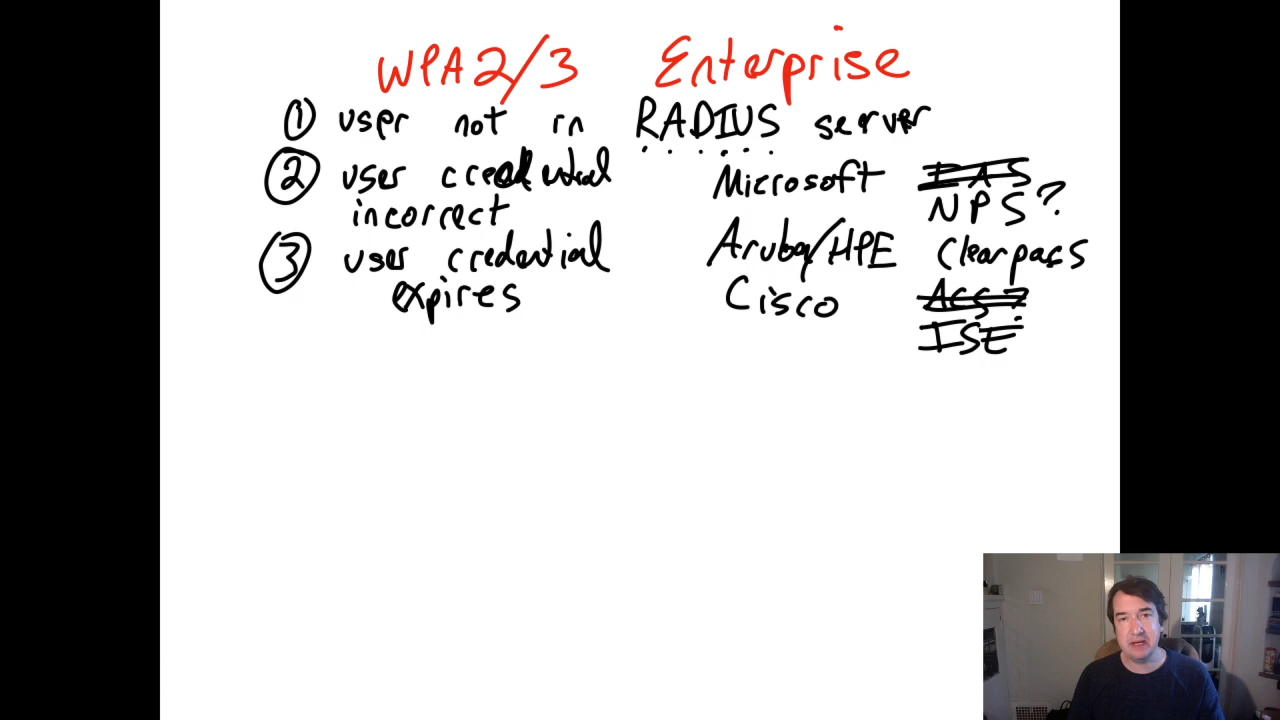 WPA2/3 Enterprise
① user not in RADIUS server
② user credential incorrect
③ user credential expires
Microsoft IAS
NPS?
Aruba/HPE Clearpass
Cisco ACS?
ISE